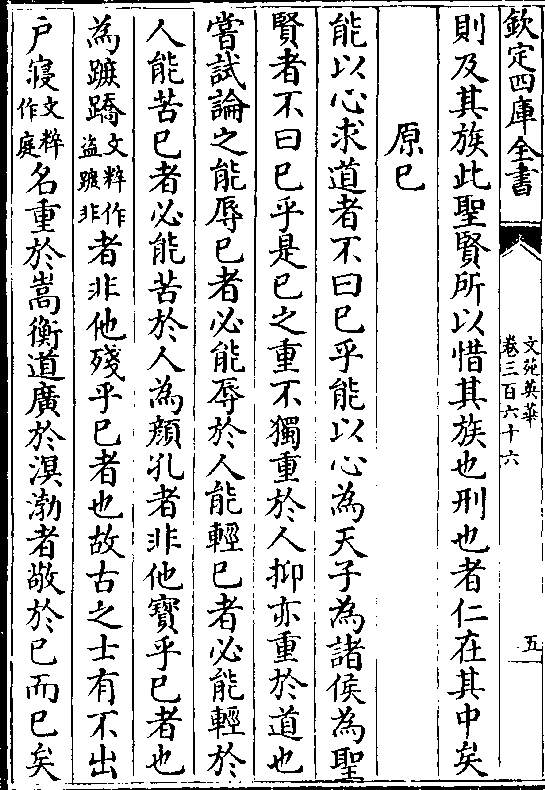 欽定四庫全書
文苑英華
卷三百六十六
五
則及其族此聖賢所以惜其族也刑也者仁在其中矣
原已
能以心求道者不曰已乎能以心為天子為諸侯為聖
賢者不曰已乎是已之重不獨重於人抑亦重於道也
嘗試論之能辱已者必能辱於人能輕已者必能輕於
人能苦已者必能苦於人為顔孔者非他寶乎已者也
為蹠蹻文粹作盜蹠非者非他殘乎已者也故古之士有不出
户寢文粹作庭名重於嵩衡道廣於溟渤者敬於已而已矣